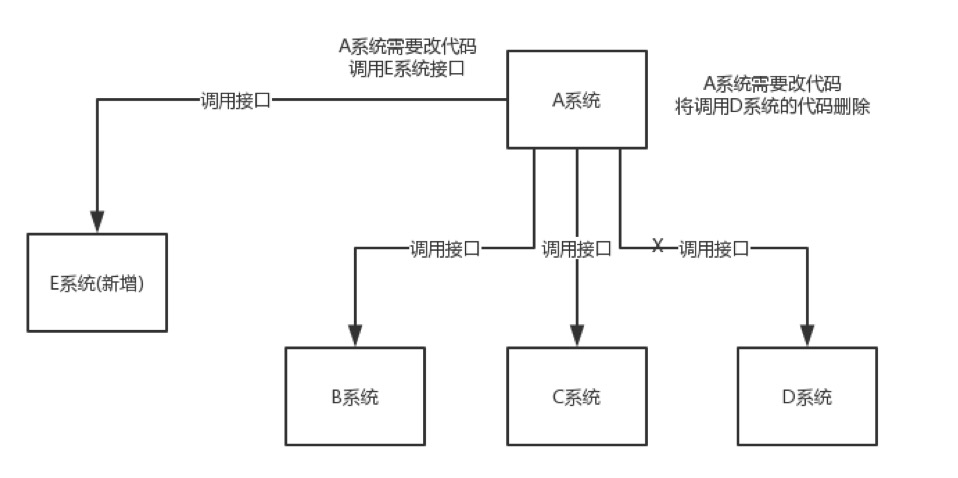 A系统需要改代码
调用E系统接口
A系统
A系统需要改代码
将调用D系统的代码删除
调用接口
调用接口
调用接口
X
调用接口
E系统(新增)
B系统
C系统
D系统